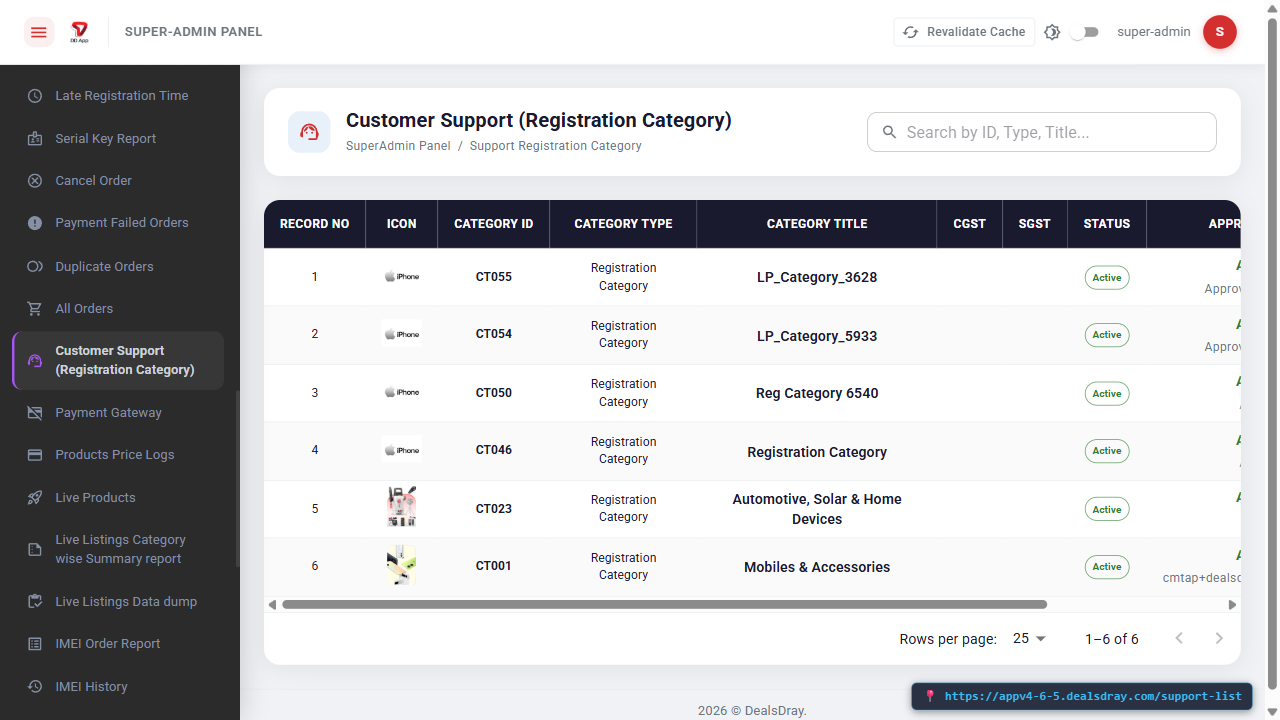 DD App
SUPER-ADMIN PANEL
Revalidate Cache
super-admin
S
Late Registration Time
Serial Key Report
Cancel Order
Payment Failed Orders
Duplicate Orders
All Orders
Customer Support
(Registration Category)
Payment Gateway
Products Price Logs
Live Products
Live Listings Category
wise Summary report
Live Listings Data dump
IMEI Order Report
IMEI History
Customer Support (Registration Category)
SuperAdmin Panel / Support Registration Category
Search by ID, Type, Title...
RECORD NO ICON CATEGORY ID CATEGORY TYPE CATEGORY TITLE CGST SGST STATUS APPR
1 iPhone CT055 Registration Category LP_Category_3628 Active A
Approv
2 iPhone CT054 Registration Category LP_Category_5933 Active A
Approv
3 iPhone CT050 Registration Category Reg Category 6540 Active A
4 iPhone CT046 Registration Category Registration Category Active A
5 CT023 Registration Category Automotive, Solar & Home Devices Active A
6 CT001 Registration Category Mobiles & Accessories Active A
cmtap+dealsd
Rows per page: 25 1–6 of 6
2026 © DealsDray.
https://appv4-6-5.dealsdray.com/support-list